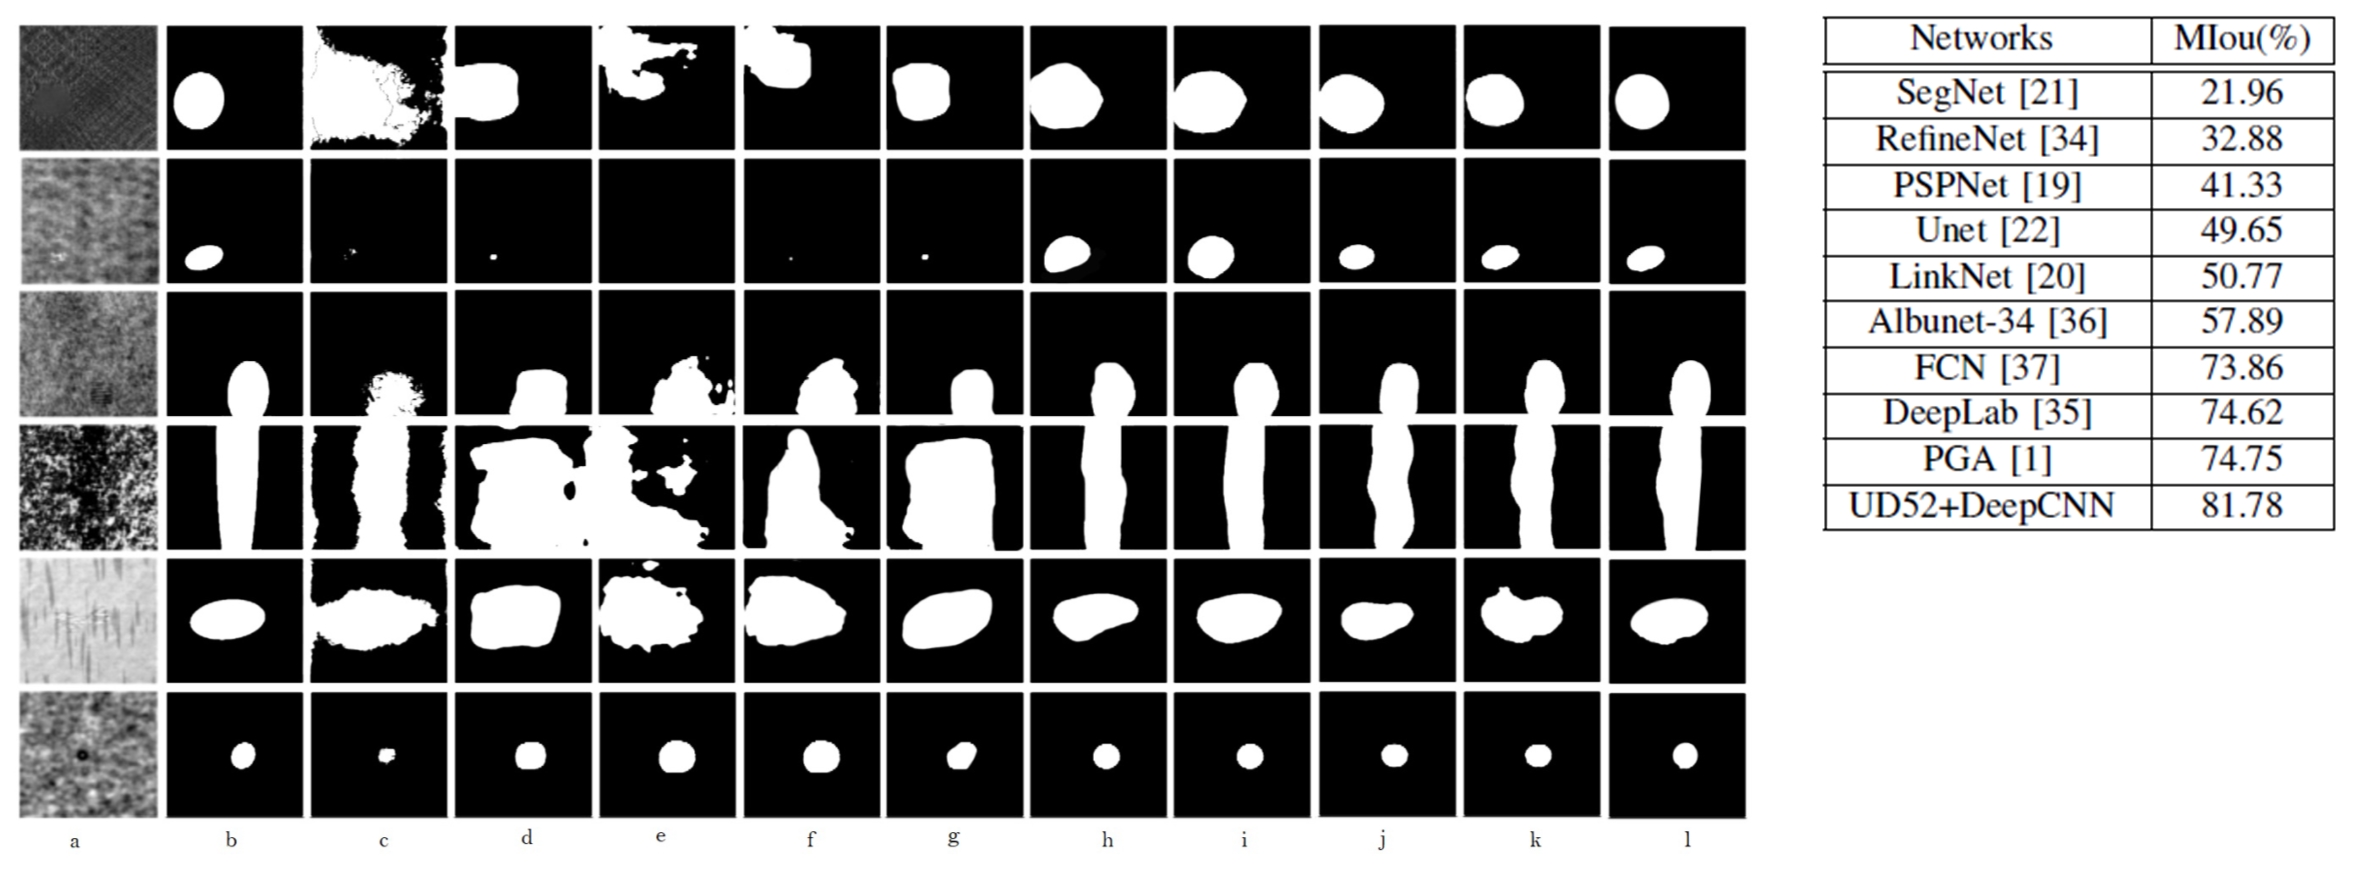 Networks MIou(%)
SegNet [21] 21.96
RefineNet [34] 32.88
PSPNet [19] 41.33
Unet [22] 49.65
LinkNet [20] 50.77
Albunet-34 [36] 57.89
FCN [37] 73.86
DeepLab [35] 74.62
PGA [1] 74.75
UD52+DeepCNN 81.78
a b c d e f g h i j k l